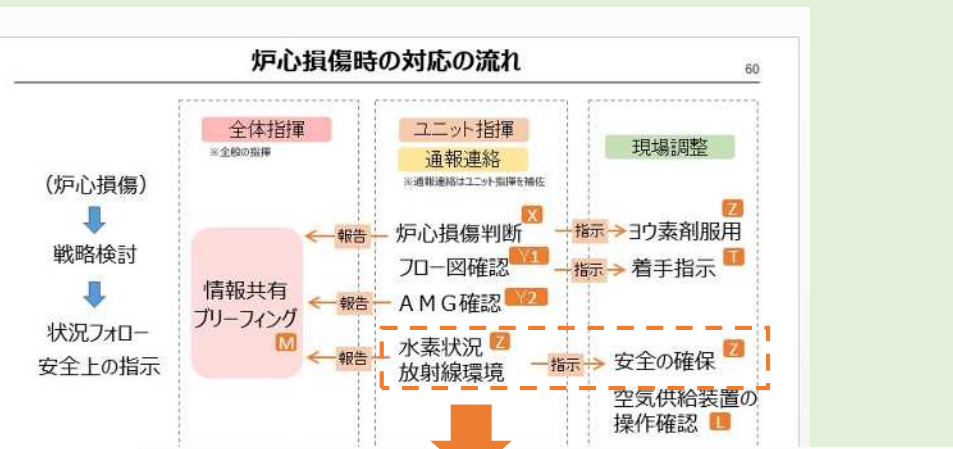 炉心損傷時の対応の流れ
60
全体指揮
※全般の指揮
ユニット指揮
通報連絡
※通報連絡はユニット指揮を補佐
現場調整
(炉心損傷)
戦略検討
状況フォロー
安全上の指示
情報共有
ブリーフィング
M
報告
炉心損傷判断 X
指示
ヨウ素剤服用 Z
フロー図確認 Y1
指示
着手指示 T
報告
AMG確認 Y2
報告
水素状況 Z
放射線環境
指示
安全の確保 Z
空気供給装置の
操作確認 L